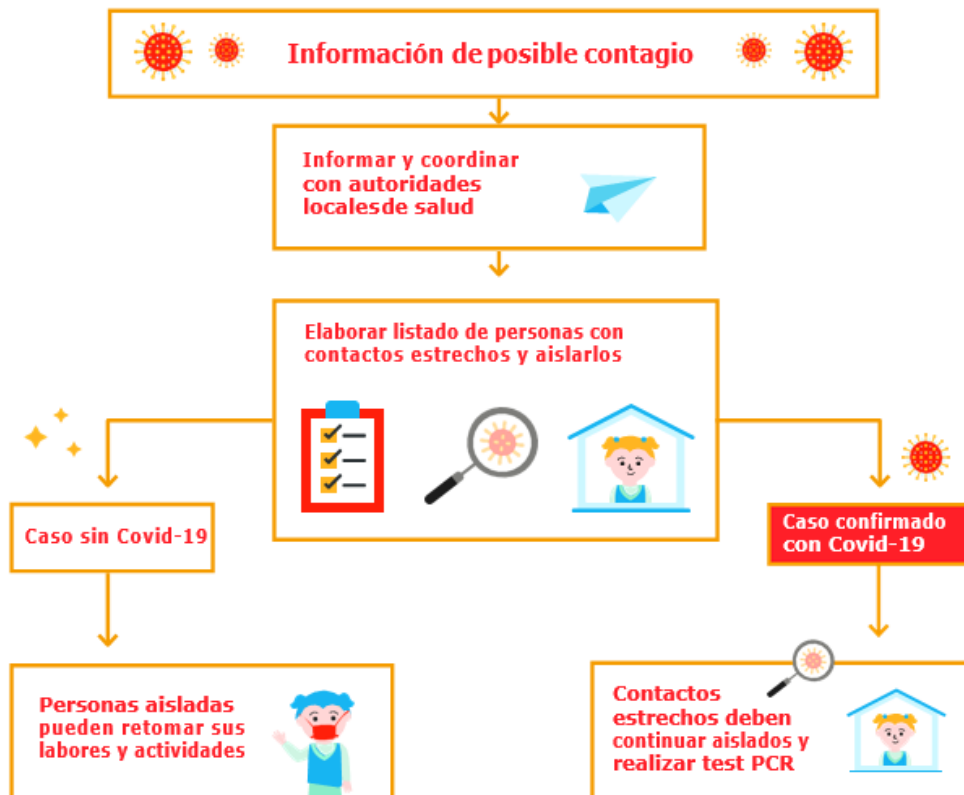 Información de posible contagio
Informar y coordinar
con autoridades
localesde salud
Elaborar listado de personas con
contactos estrechos y aislarlos
Caso sin Covid-19
Caso confirmado
con Covid-19
Personas aisladas
pueden retomar sus
labores y actividades
Contactos
estrechos deben
continuar aislados y
realizar test PCR